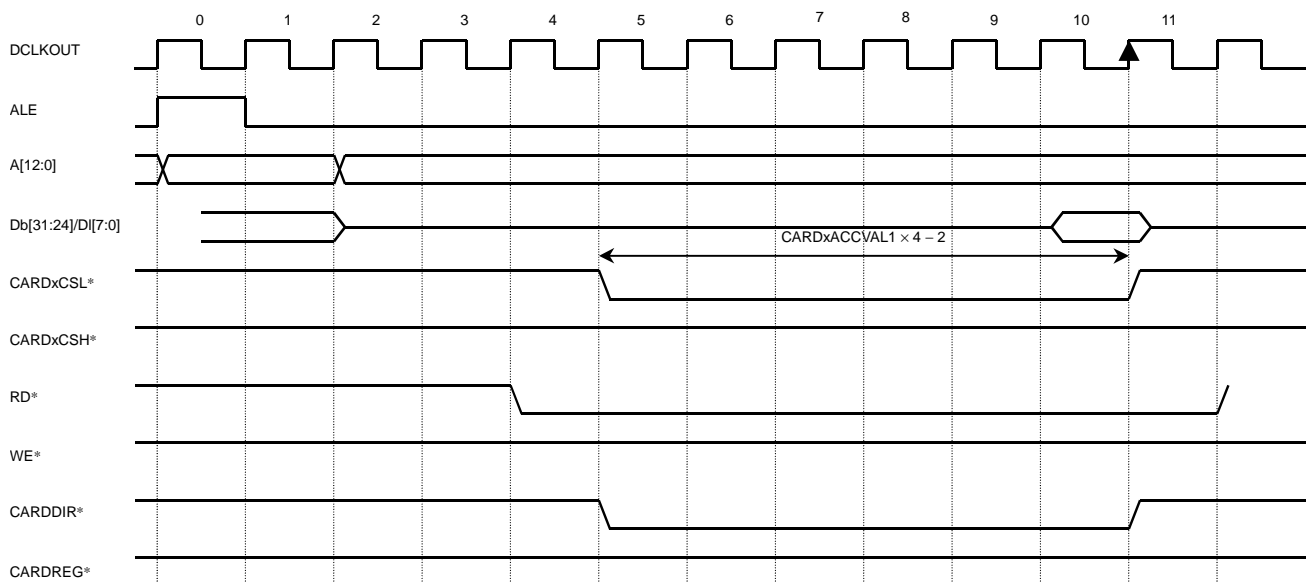 0 1 2 3 4 5 6 7 8 9 10 11
DCLKOUT
ALE
A[12:0]
Db[31:24]/Dl[7:0]
CARDxACCVAL1 × 4 − 2
CARDxCSL*
CARDxCSH*
RD*
WE*
CARDDIR*
CARDREG*